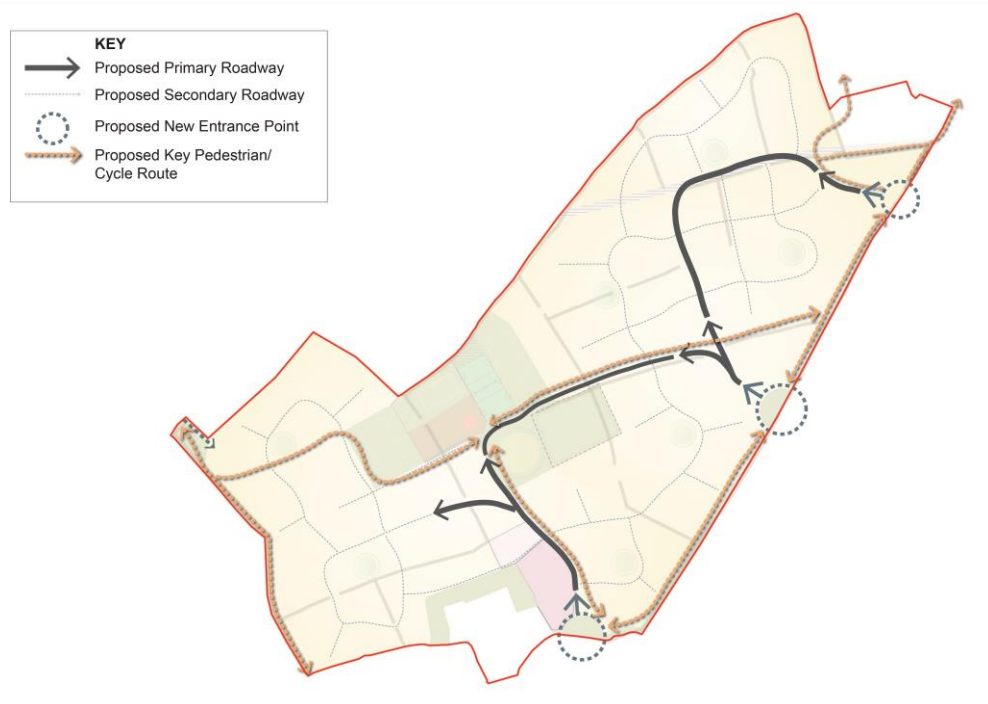 KEY
Proposed Primary Roadway
Proposed Secondary Roadway
Proposed New Entrance Point
Proposed Key Pedestrian/
Cycle Route